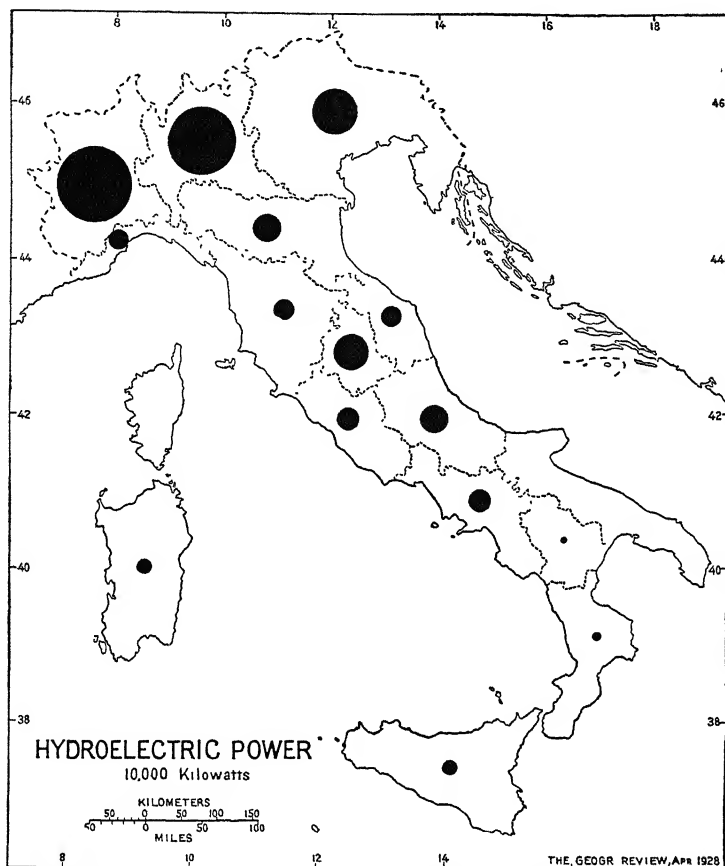 8 10 12 14 16 18
46 46
44 44
42 42
40 40
38 38
HYDROELECTRIC POWER
10,000 Kilowatts
KILOMETERS
50 0 50 100 150
50 0 50 100
MILES
8 10 12 14 16 18
THE, GEOGR REVIEW, APR 1928